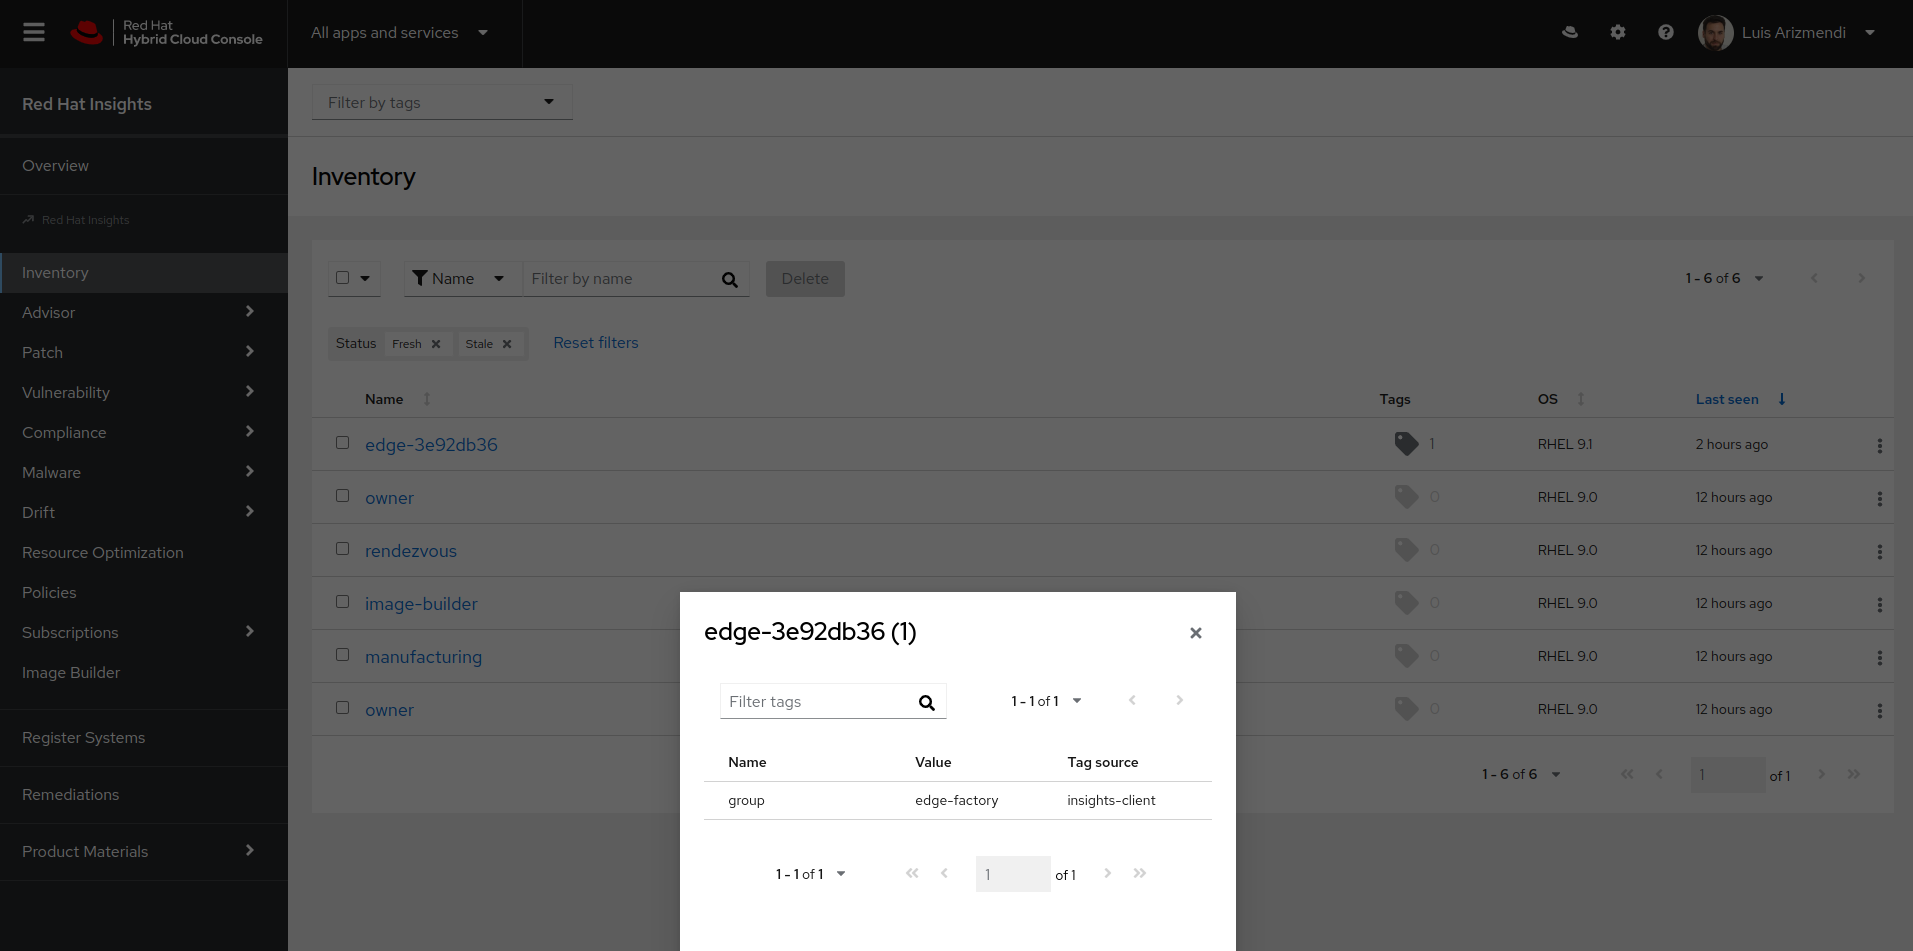 Red Hat
Hybrid Cloud Console
All apps and services
Luis Arizmendi
Red Hat Insights
Overview
Red Hat Insights
Inventory
Advisor
Patch
Vulnerability
Compliance
Malware
Drift
Resource Optimization
Policies
Subscriptions
Image Builder
Register Systems
Remediations
Product Materials
Filter by tags
Inventory
Name
Filter by name
Delete
1 - 6 of 6
Status Fresh Stale Reset filters
Name Tags OS Last seen
edge-3e92db36 1 RHEL 9.1 2 hours ago
owner 0 RHEL 9.0 12 hours ago
rendezvous 0 RHEL 9.0 12 hours ago
image-builder 0 RHEL 9.0 12 hours ago
manufacturing 0 RHEL 9.0 12 hours ago
owner 0 RHEL 9.0 12 hours ago
1 - 6 of 6 1 of 1
edge-3e92db36 (1)
Filter tags 1 - 1 of 1
Name Value Tag source
group edge-factory insights-client
1 - 1 of 1 1 of 1